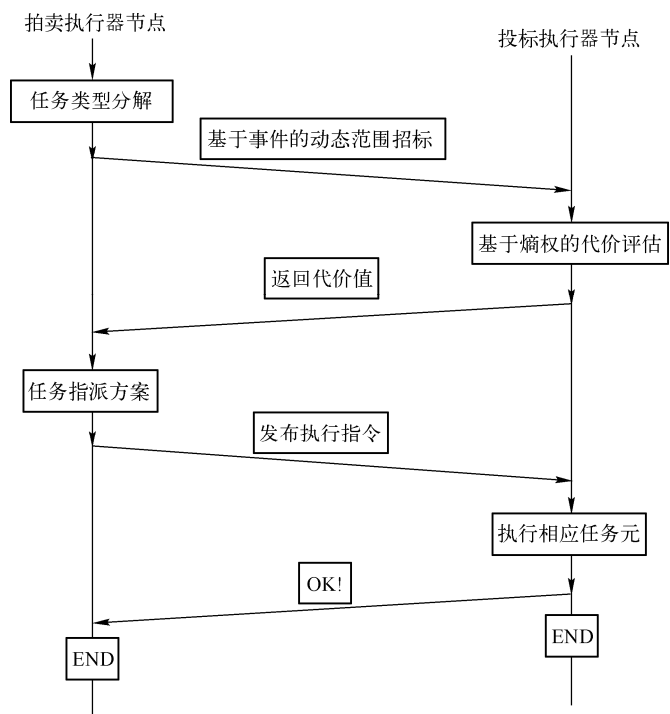 拍卖执行器节点
投标执行器节点
任务类型分解
基于事件的动态范围招标
基于熵权的代价评估
返回代价值
任务指派方案
发布执行指令
执行相应任务元
OK!
END
END